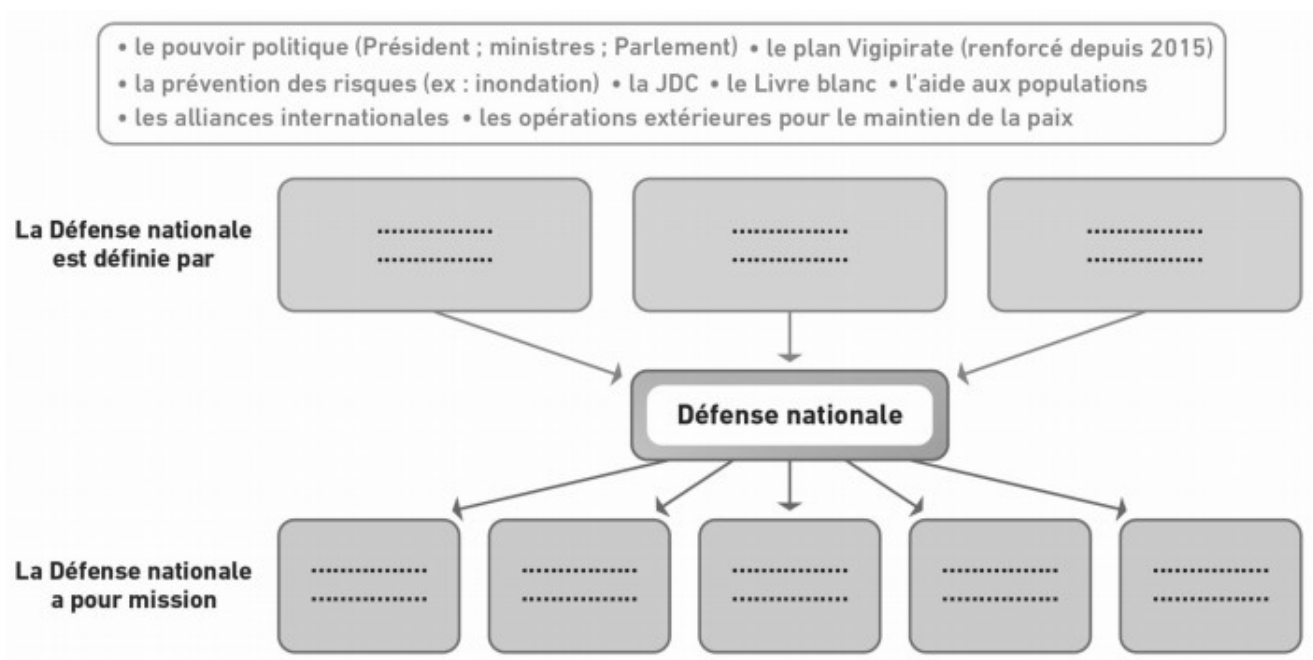 • le pouvoir politique (Président ; ministres ; Parlement) • le plan Vigipirate (renforcé depuis 2015)
• la prévention des risques (ex : inondation) • la JDC • le Livre blanc • l'aide aux populations
• les alliances internationales • les opérations extérieures pour le maintien de la paix
La Défense nationale
est définie par
................ ................ ................
................ ................ ................
Défense nationale
La Défense nationale
a pour mission
................ ................ ................ ................ ................
................ ................ ................ ................ ................